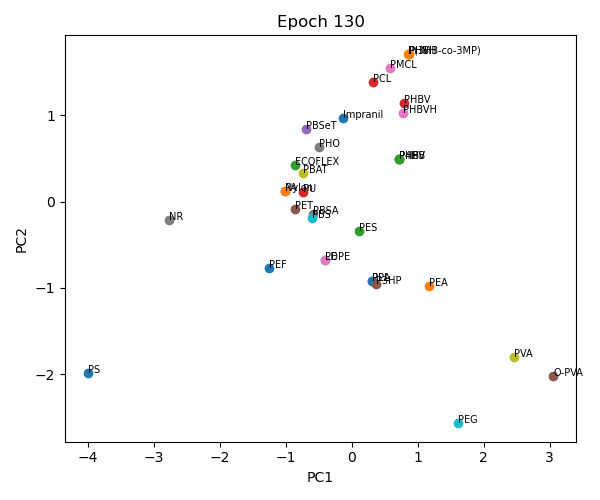 Epoch 130
P(3HB-co-3MP)
PMCL
PCL
PHBV
PHBVH
Impranil
PBSeT
PHO
ECOFLEX
PBAT
Nylon
PU
PET
PBSA
PBS
NR
PES
LDPE
PEF
P3HP
PEA
PS
PVA
O-PVA
PEG
1
0
−1
−2
−4
−3
−2
−1
0
1
2
3
PC2
PC1